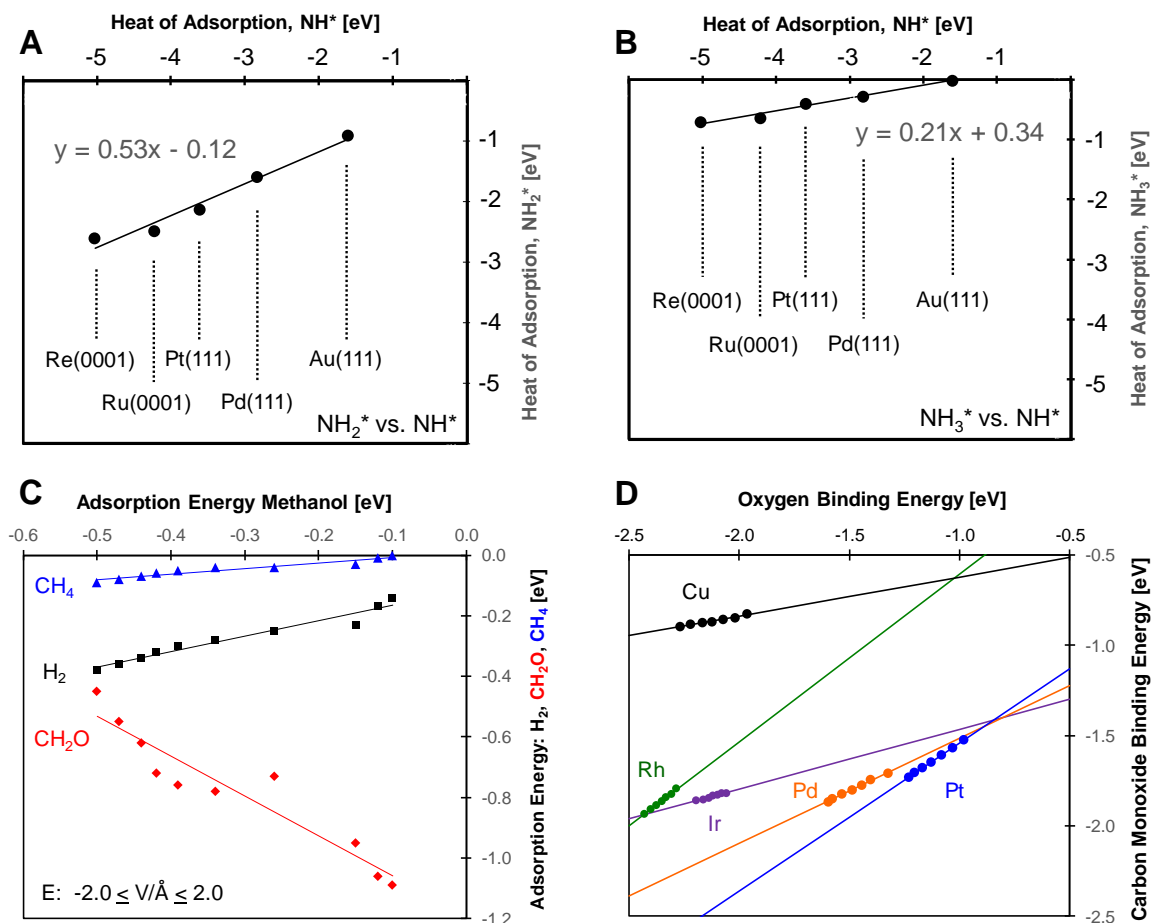 A
Heat of Adsorption, NH* [eV]
-5 -4 -3 -2 -1
-1
-2
-3
-4
-5
Heat of Adsorption, NH₂* [eV]
y = 0.53x - 0.12
Re(0001)
Pt(111)
Au(111)
Ru(0001)
Pd(111)
NH₂* vs. NH*
B
Heat of Adsorption, NH* [eV]
-5 -4 -3 -2 -1
-1
-2
-3
-4
-5
Heat of Adsorption, NH₃* [eV]
y = 0.21x + 0.34
Re(0001)
Pt(111)
Au(111)
Ru(0001)
Pd(111)
NH₃* vs. NH*
C
Adsorption Energy Methanol [eV]
-0.6 -0.5 -0.4 -0.3 -0.2 -0.1 0.0
0.0
-0.2
-0.4
-0.6
-0.8
-1.0
-1.2
Adsorption Energy: H₂, CH₂O, CH₄ [eV]
CH₄
H₂
CH₂O
E: -2.0 ≤ V/Å ≤ 2.0
D
Oxygen Binding Energy [eV]
-2.5 -2.0 -1.5 -1.0 -0.5
-0.5
-1.0
-1.5
-2.0
-2.5
Carbon Monoxide Binding Energy [eV]
Cu
Rh
Ir
Pd
Pt